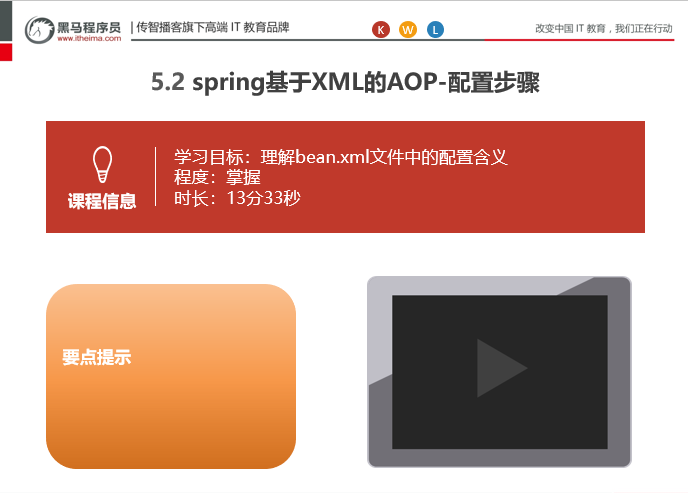 黑马程序员
www.itheima.com
传智播客旗下高端 IT 教育品牌
K W L
改变中国 IT 教育，我们正在行动
5.2 spring基于XML的AOP-配置步骤
课程信息
学习目标：理解bean.xml文件中的配置含义
程度：掌握
时长：13分33秒
要点提示